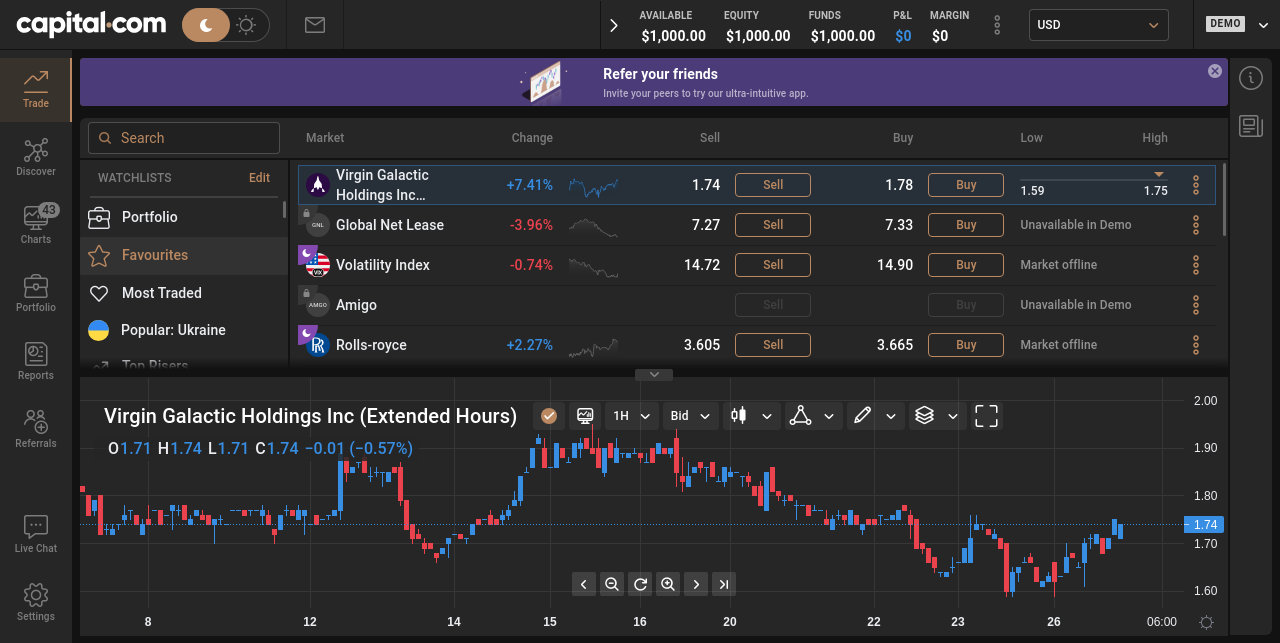 capital.com
AVAILABLE EQUITY FUNDS P&L MARGIN
$1,000.00 $1,000.00 $1,000.00 $0 $0
USD
DEMO
Trade
Discover
43
Charts
Portfolio
Reports
Referrals
Live Chat
Settings
Refer your friends
Invite your peers to try our ultra-intuitive app.
Search
WATCHLISTS Edit
Portfolio
Favourites
Most Traded
Popular: Ukraine
Top Risers
Market Change Sell Buy Low High
Virgin Galactic
Holdings Inc… +7.41% 1.74 Sell 1.78 Buy 1.59 1.75
GNL Global Net Lease -3.96% 7.27 Sell 7.33 Buy Unavailable in Demo
VIX Volatility Index -0.74% 14.72 Sell 14.90 Buy Market offline
AMIGO Amigo Sell Buy Unavailable in Demo
Rolls-royce +2.27% 3.605 Sell 3.665 Buy Market offline
Virgin Galactic Holdings Inc (Extended Hours) 1H Bid
O1.71 H1.74 L1.71 C1.74 −0.01 (−0.57%)
2.00
1.90
1.80
1.74
1.70
1.60
8 12 14 15 16 20 22 23 26 06:00